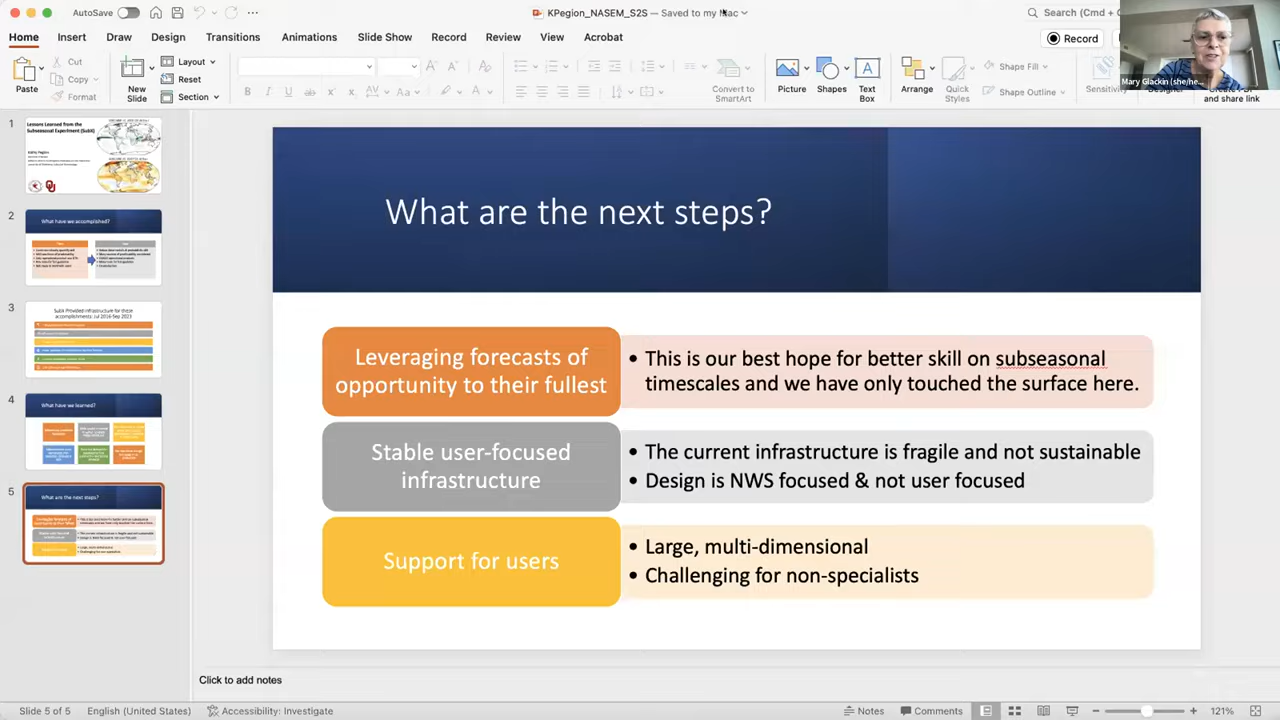 AutoSave
KPegion_NASEM_S2S — Saved to my Mac
Search (Cmd +
Home
Insert
Draw
Design
Transitions
Animations
Slide Show
Record
Review
View
Acrobat
Record
Mary Glackin (she/he...
Paste
Cut
Copy
Format
New
Slide
Layout
Reset
Section
Convert to
SmartArt
Picture
Shapes
Text
Box
Arrange
Quick
Styles
Shape Fill
Shape Outline
Sensitivity
Designer
and share link
1
Lessons Learned from the
Subseasonal Experiment (SubX)
Kathy Pegion
2
What have we accomplished?
3
SubX Provided Infrastructure for these
accomplishments: Jul 2016-Sep 2023
4
What have we learned?
5
What are the next steps?
What are the next steps?
Leveraging forecasts of
opportunity to their fullest
• This is our best hope for better skill on subseasonal
timescales and we have only touched the surface here.
Stable user-focused
infrastructure
• The current infrastructure is fragile and not sustainable
• Design is NWS focused & not user focused
Support for users
• Large, multi-dimensional
• Challenging for non-specialists
Click to add notes
Slide 5 of 5
English (United States)
Accessibility: Investigate
Notes
Comments
121%